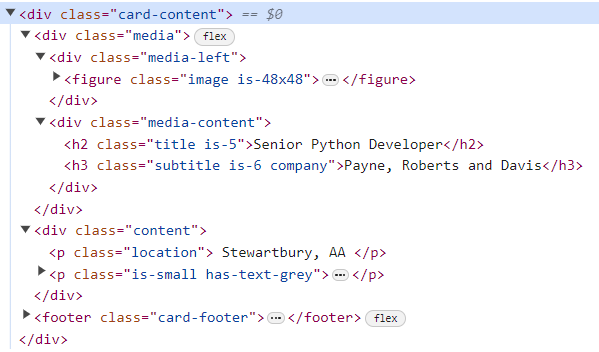 ▼<div class="card-content"> == $0
▼<div class="media"> flex
▼<div class="media-left">
▶<figure class="image is-48x48">⋯</figure>
</div>
▼<div class="media-content">
<h2 class="title is-5">Senior Python Developer</h2>
<h3 class="subtitle is-6 company">Payne, Roberts and Davis</h3>
</div>
</div>
▼<div class="content">
<p class="location"> Stewartbury, AA </p>
▶<p class="is-small has-text-grey">⋯</p>
</div>
▶<footer class="card-footer">⋯</footer> flex
</div>